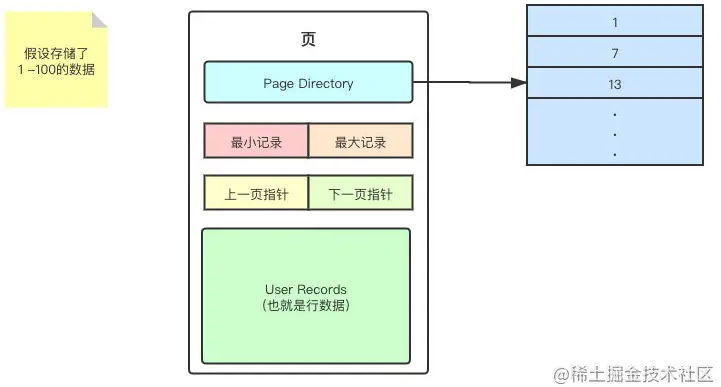 假设存储了
1 –100的数据
页
Page Directory
最小记录
最大记录
上一页指针
下一页指针
User Records
（也就是行数据）
1
7
13
.
.
.
@稀土掘金技术社区